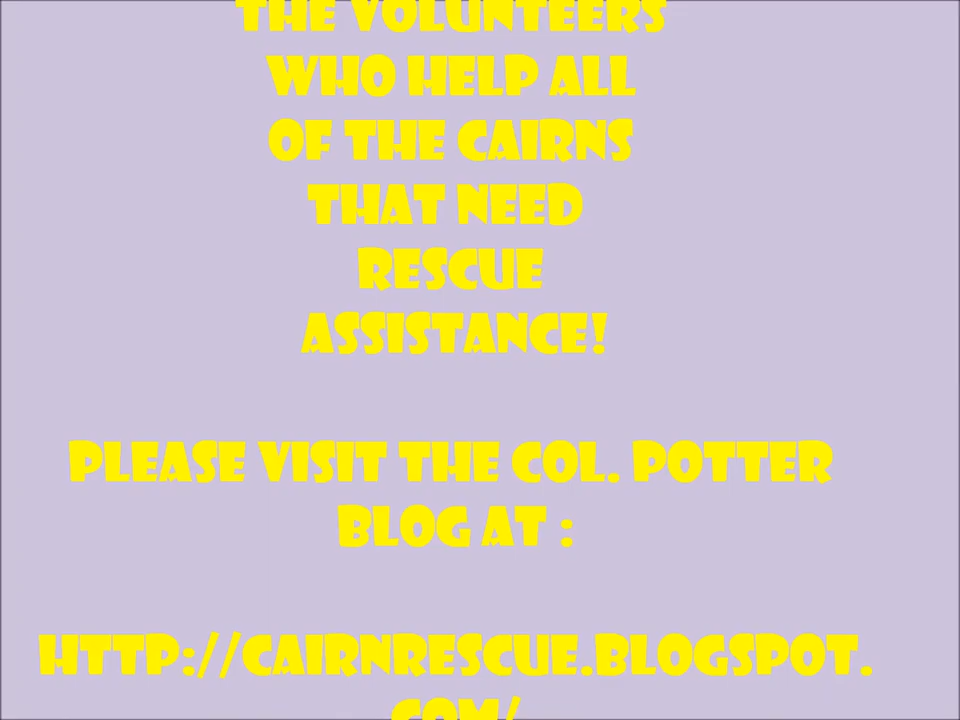 THE VOLUNTEERS
WHO HELP ALL
OF THE CAIRNS
THAT NEED
RESCUE
ASSISTANCE!
PLEASE VISIT THE COL. POTTER
BLOG AT :
HTTP://CAIRNRESCUE.BLOGSPOT.
COM/